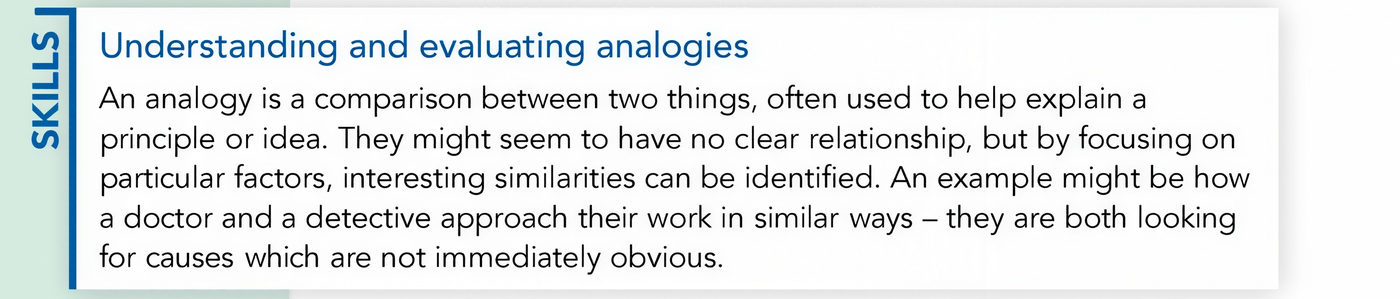 SKILLS
Understanding and evaluating analogies
An analogy is a comparison between two things, often used to help explain a
principle or idea. They might seem to have no clear relationship, but by focusing on
particular factors, interesting similarities can be identified. An example might be how
a doctor and a detective approach their work in similar ways – they are both looking
for causes which are not immediately obvious.